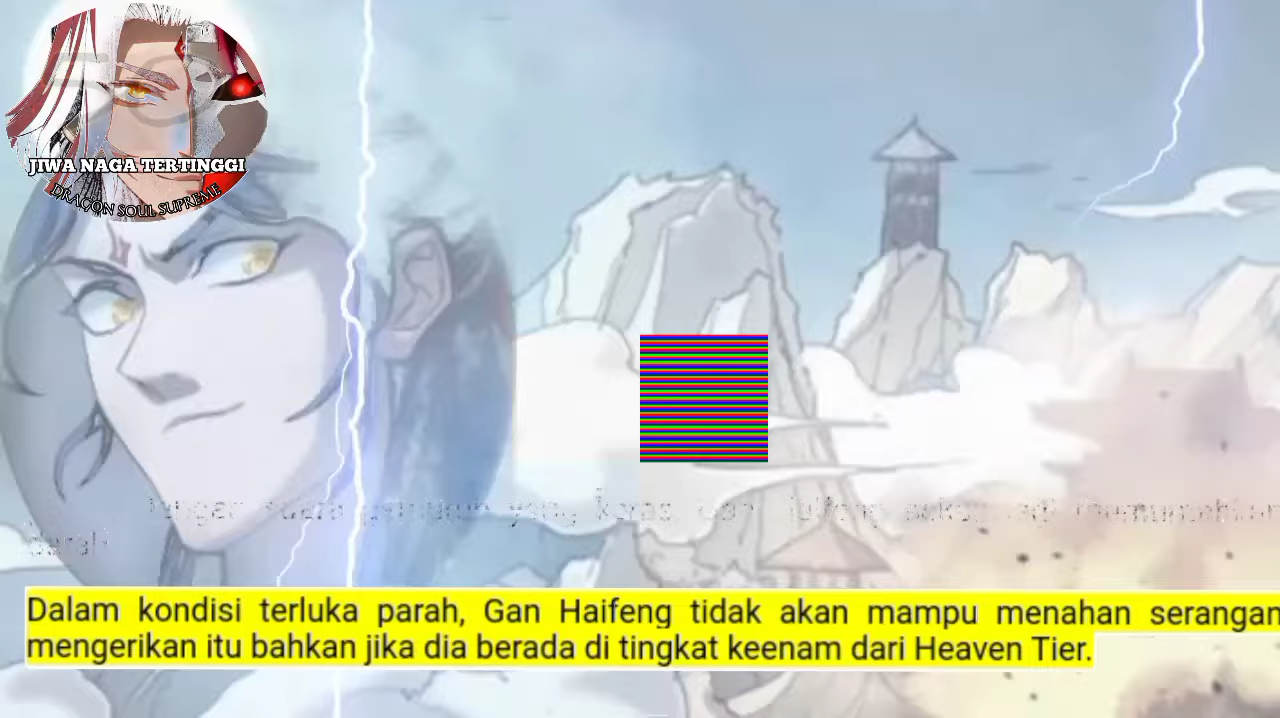 JIWA NAGA TERTINGGI
DRAGON SOUL SUPREME
Dalam kondisi terluka parah, Gan Haifeng tidak akan mampu menahan serangan
mengerikan itu bahkan jika dia berada di tingkat keenam dari Heaven Tier.